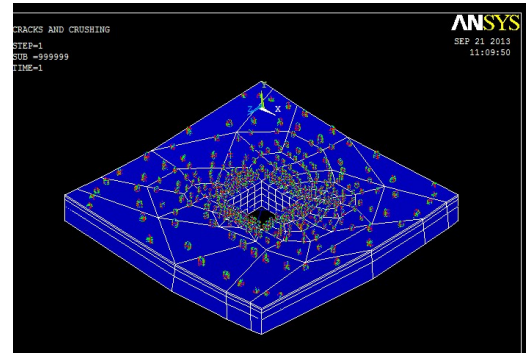 CRACKS AND CRUSHING
STEP=1
SUB =999999
TIME=1
ANSYS
SEP 21 2013
11:09:50
Y
Z
X